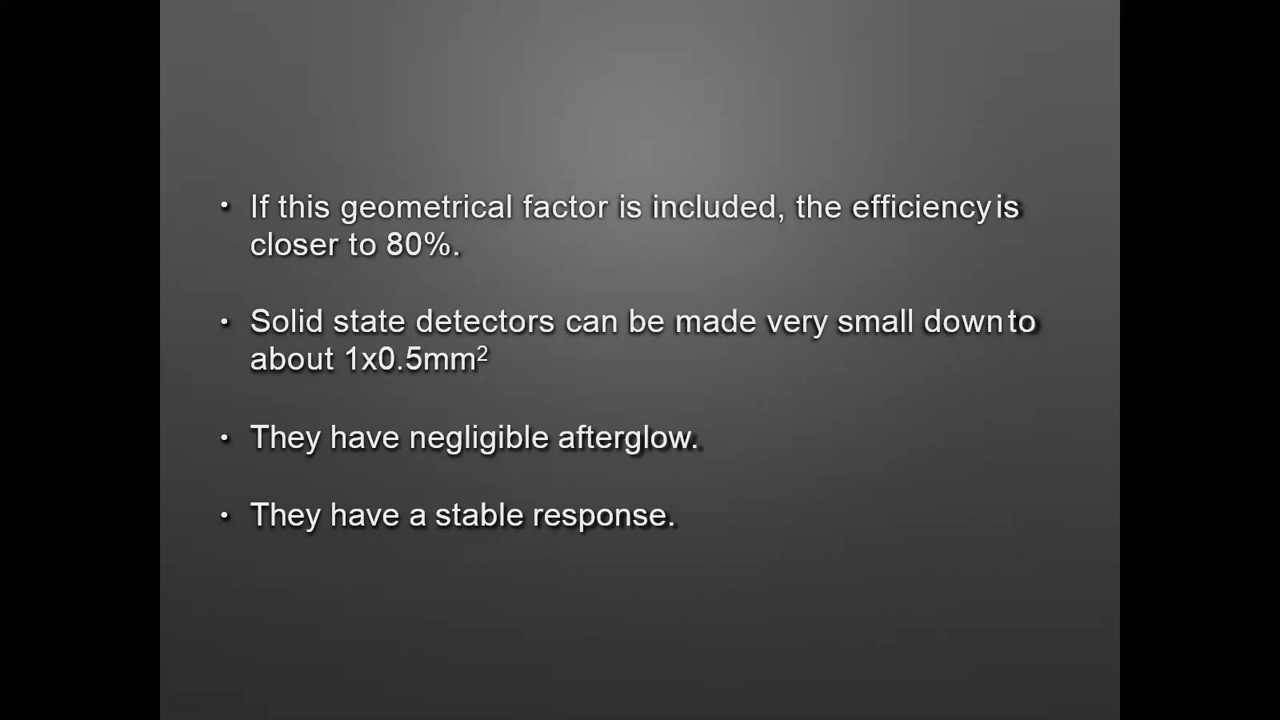 • If this geometrical factor is included, the efficiency is
closer to 80%.
• Solid state detectors can be made very small down to
about 1x0.5mm²
• They have negligible afterglow.
• They have a stable response.